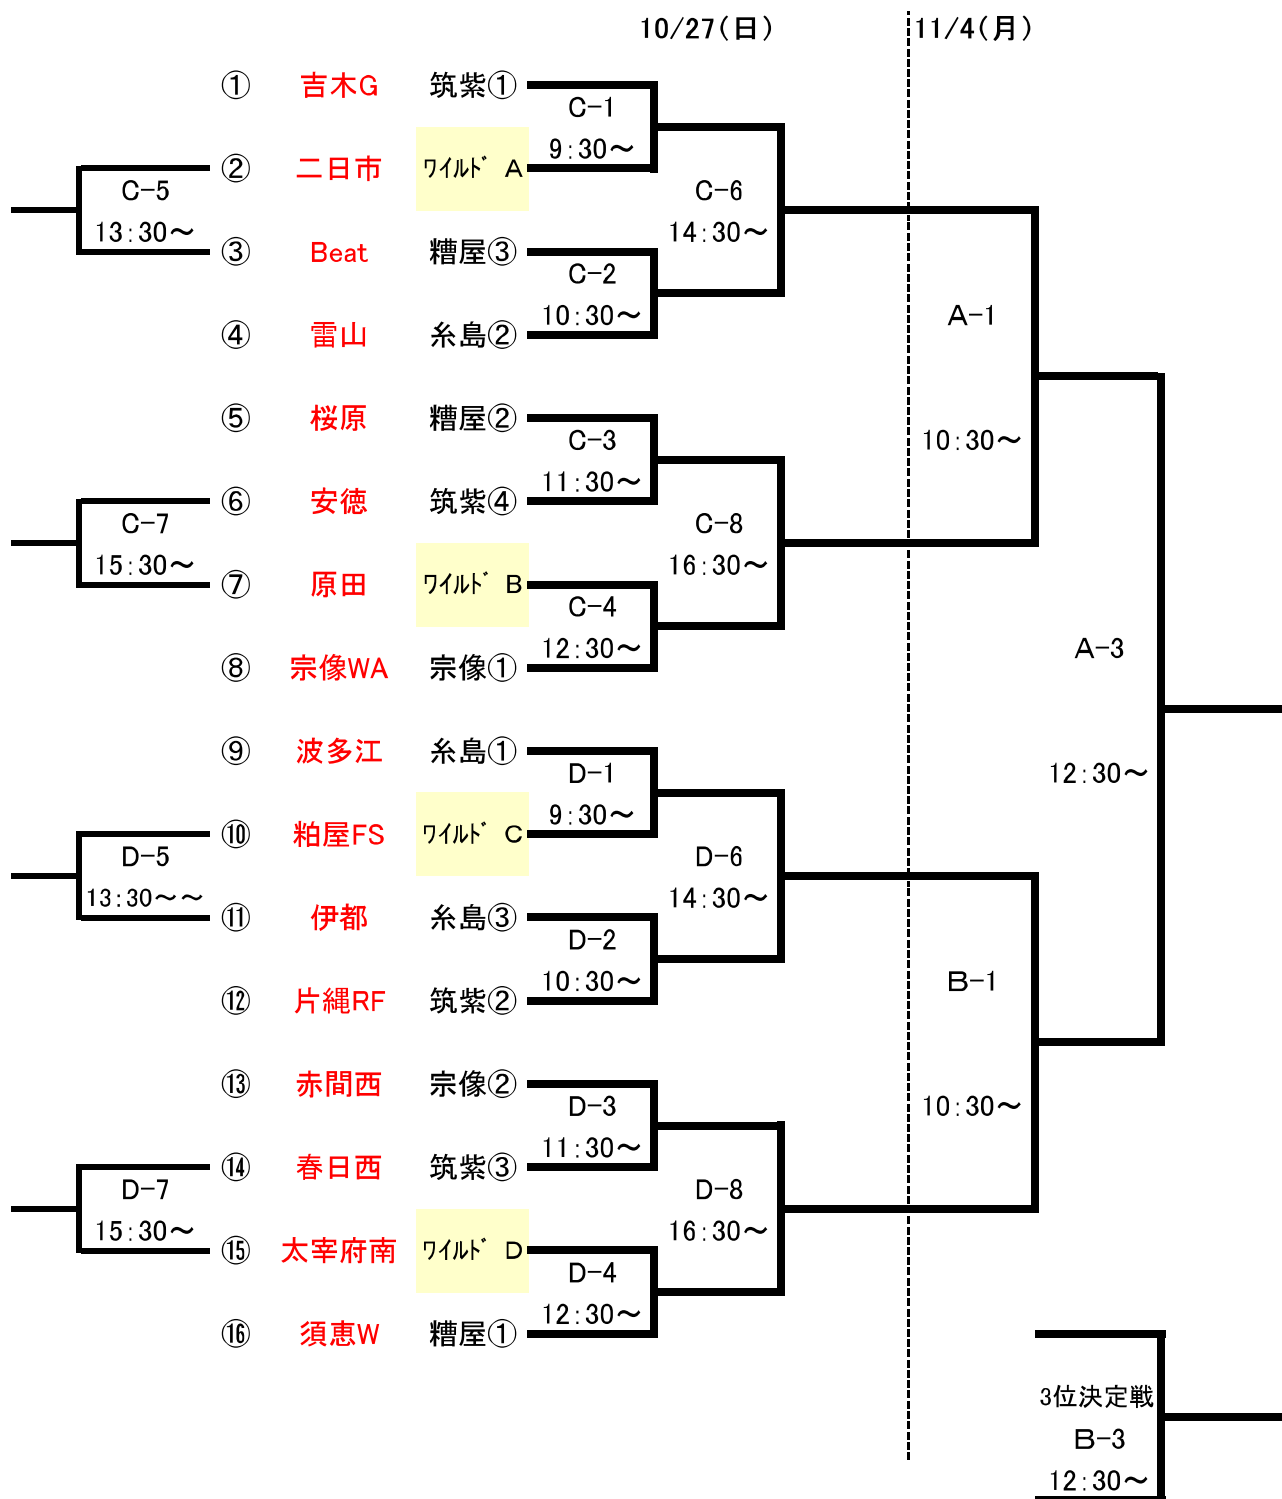 10/27(日) 11/4(月)
① 吉木G 筑紫①
C-1
9:30～
② 二日市 ワイルド A
C-5
13:30～
C-6
14:30～
③ Beat 糟屋③
C-2
10:30～
④ 雷山 糸島②
A-1
10:30～
⑤ 桜原 糟屋②
C-3
11:30～
⑥ 安徳 筑紫④
C-7
15:30～
C-8
16:30～
⑦ 原田 ワイルド B
C-4
12:30～
⑧ 宗像WA 宗像①
A-3
12:30～
⑨ 波多江 糸島①
D-1
9:30～
⑩ 粕屋FS ワイルド C
D-5
13:30～～
D-6
14:30～
⑪ 伊都 糸島③
D-2
10:30～
⑫ 片縄RF 筑紫②
B-1
10:30～
⑬ 赤間西 宗像②
D-3
11:30～
⑭ 春日西 筑紫③
D-7
15:30～
D-8
16:30～
⑮ 太宰府南 ワイルド D
D-4
12:30～
⑯ 須恵W 糟屋①
3位決定戦
B-3
12:30～